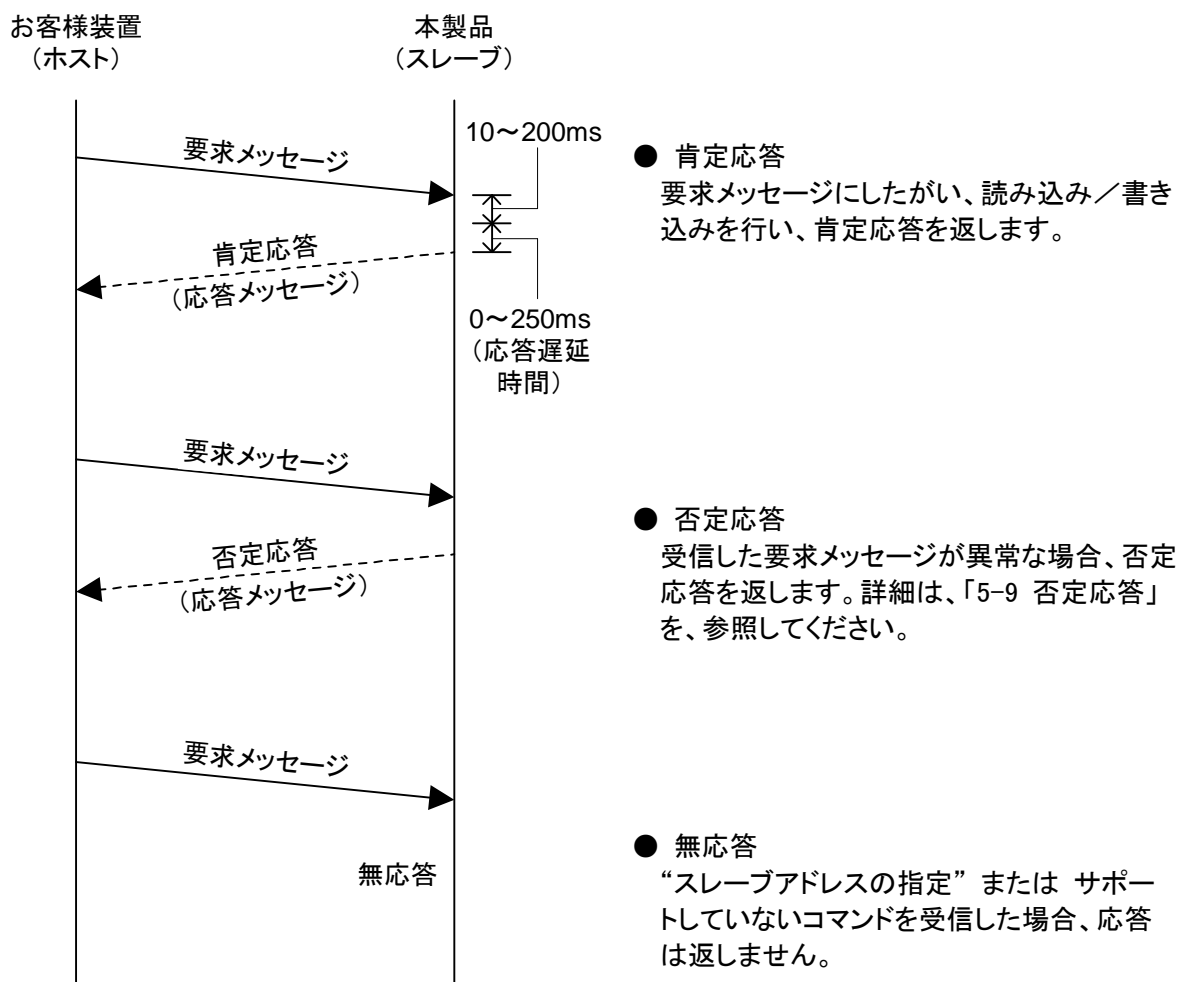 お客様装置
（ホスト）
本製品
（スレーブ）
要求メッセージ
10～200ms
肯定応答
（応答メッセージ）
0～250ms
（応答遅延
時間）
● 肯定応答
要求メッセージにしたがい、読み込み／書き
込みを行い、肯定応答を返します。
要求メッセージ
否定応答
（応答メッセージ）
● 否定応答
受信した要求メッセージが異常な場合、否定
応答を返します。詳細は、「5-9 否定応答」
を、参照してください。
要求メッセージ
無応答
● 無応答
“スレーブアドレスの指定” または サポー
トしていないコマンドを受信した場合、応答
は返しません。